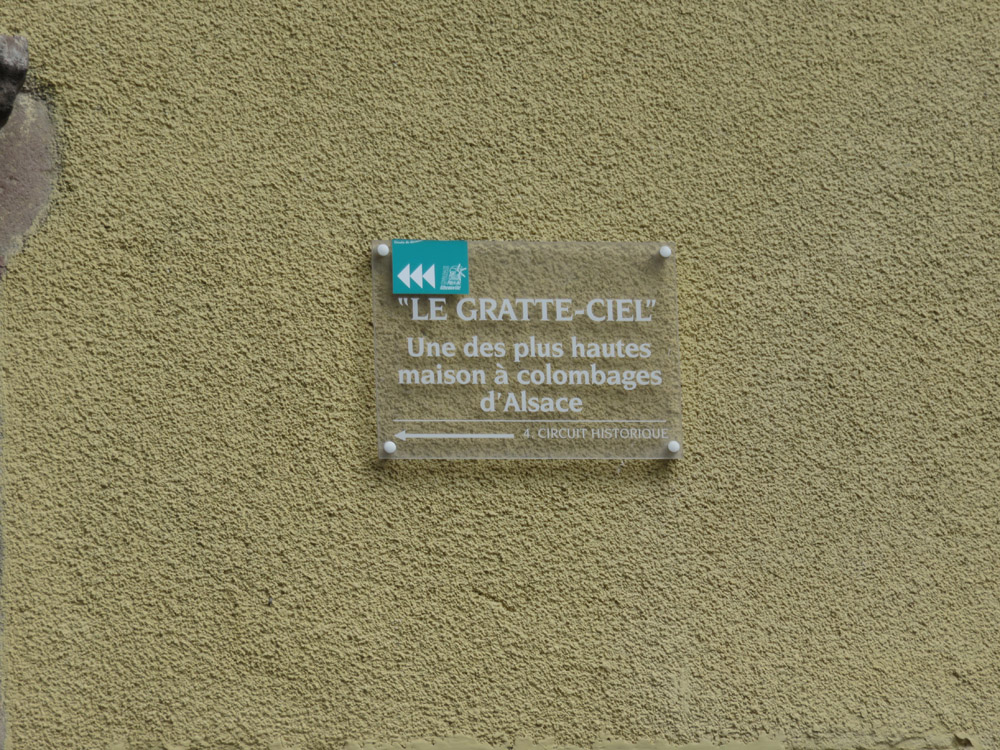 "LE GRATTE-CIEL"
Une des plus hautes
maison à colombages
d'Alsace
4. CIRCUIT HISTORIQUE